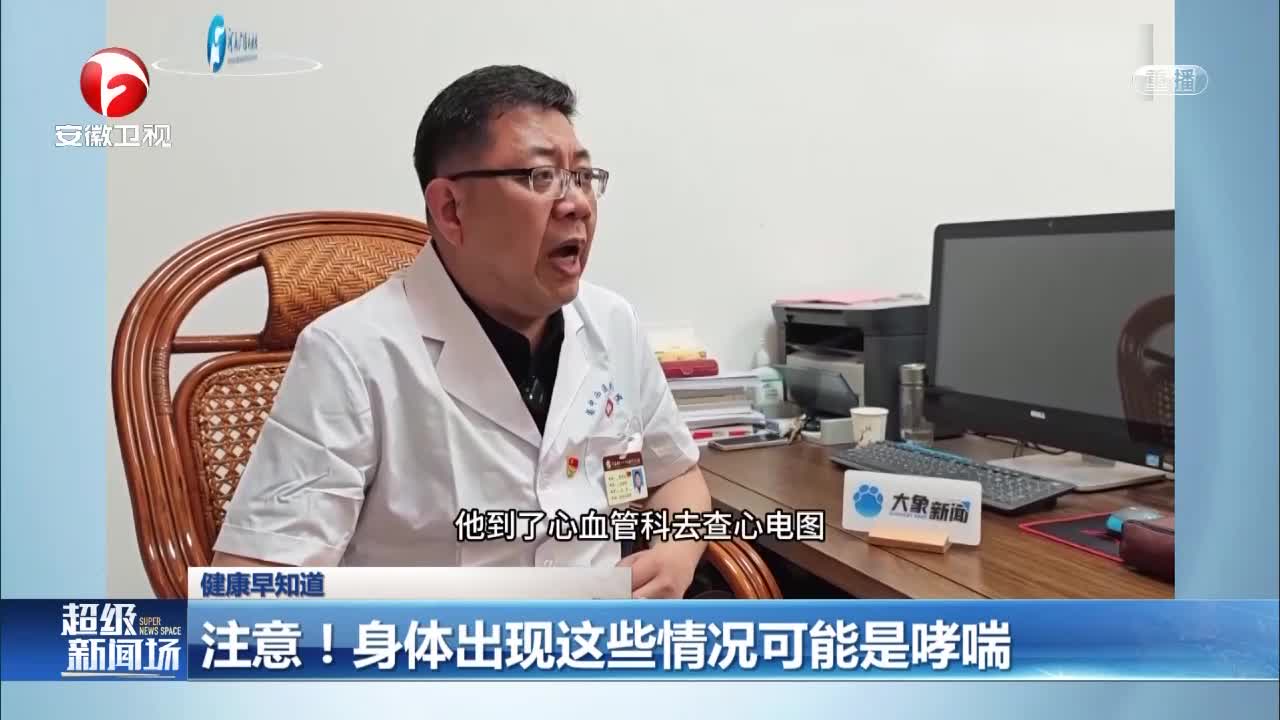 安徽卫视
重播
大象新闻
DELL
他到了心血管科去查心电图
健康早知道
超级
新闻场
SUPER
NEWS SPACE
注意！身体出现这些情况可能是哮喘